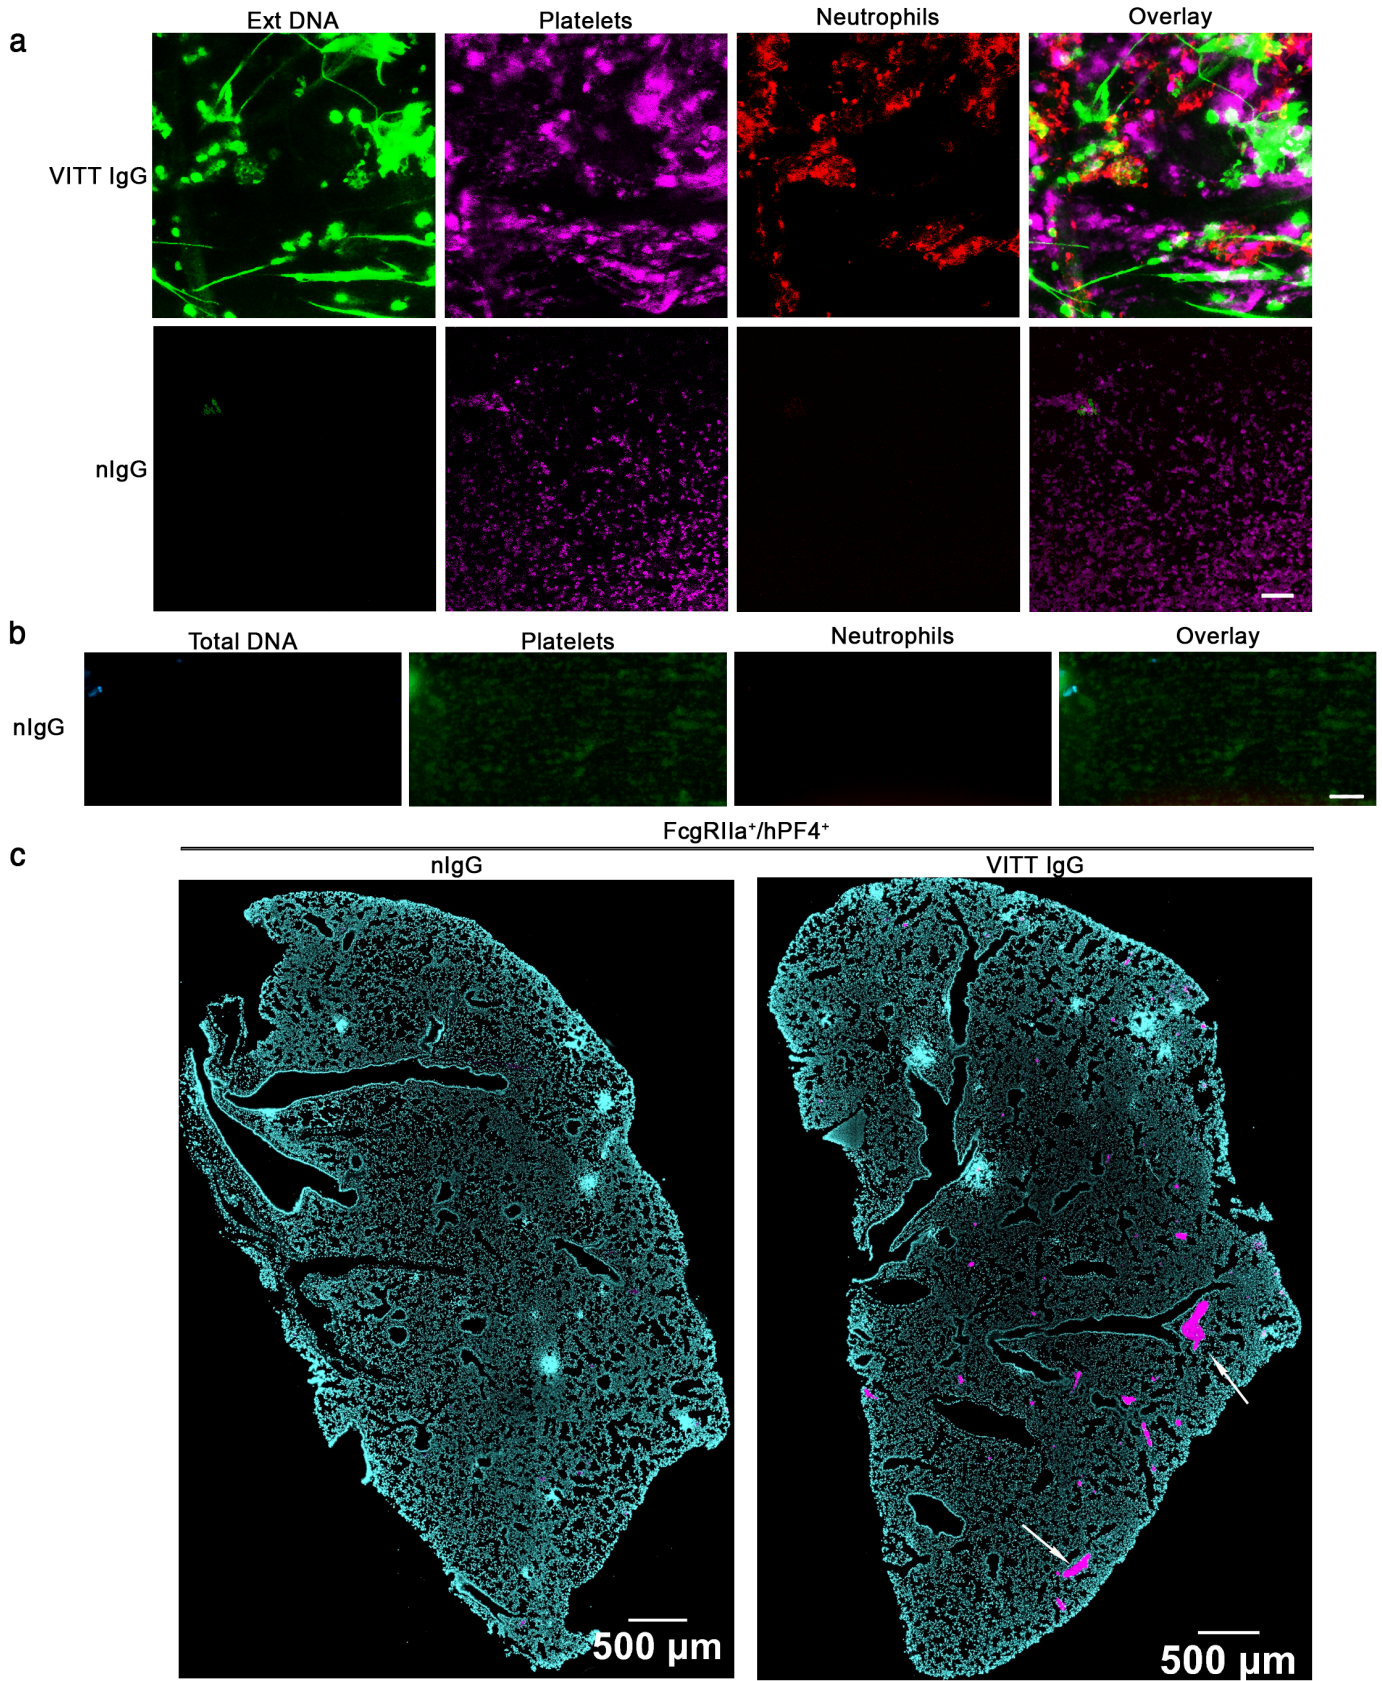 a
Ext DNA Platelets Neutrophils Overlay
VITT IgG
nIgG
b
Total DNA Platelets Neutrophils Overlay
nIgG
FcgRIIa⁺/hPF4⁺
c
nIgG VITT IgG
500 µm 500 µm